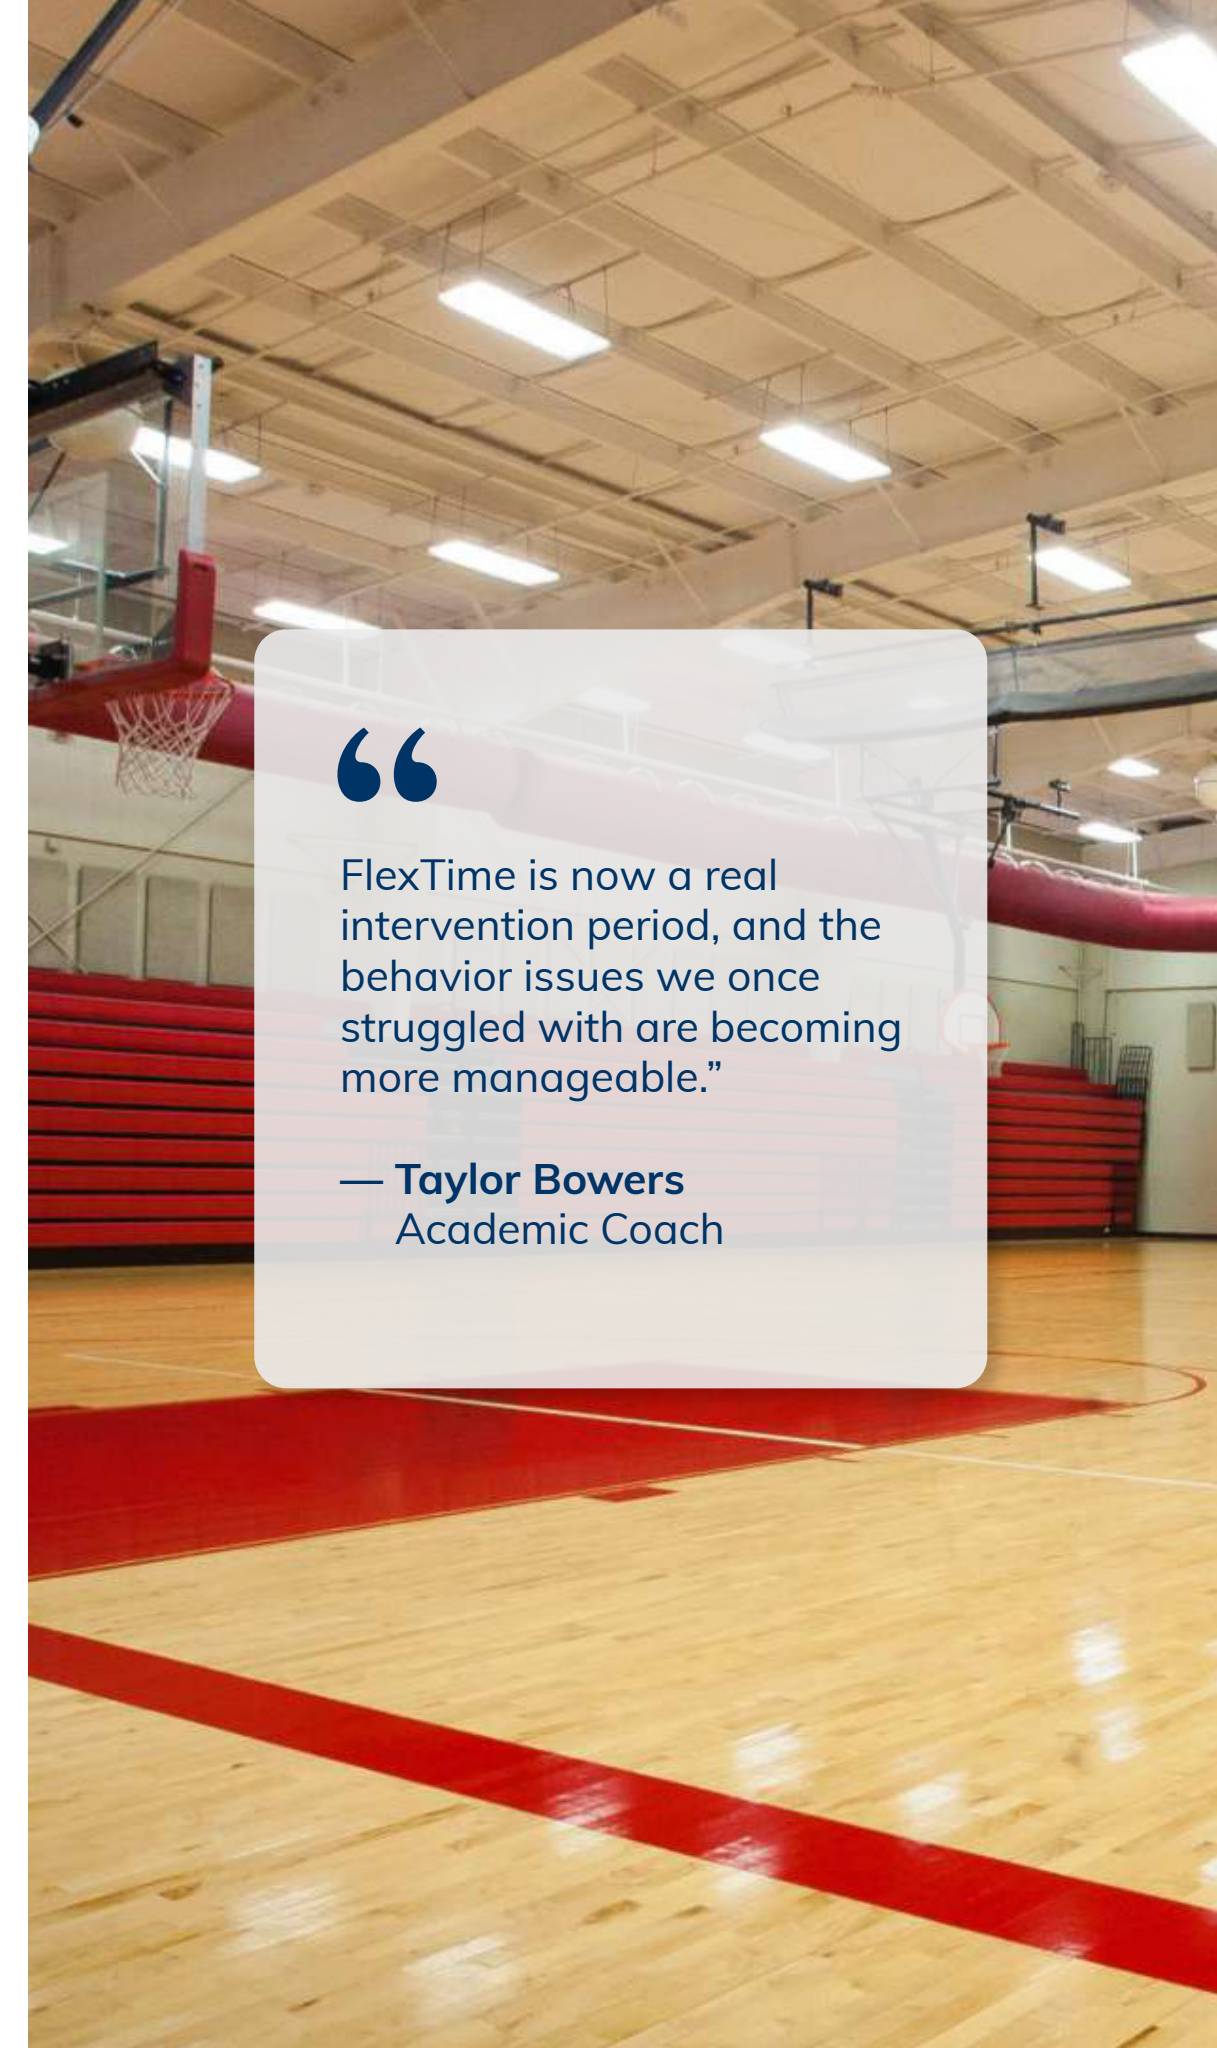 “
FlexTime is now a real
intervention period, and the
behavior issues we once
struggled with are becoming
more manageable.”
— Taylor Bowers
Academic Coach